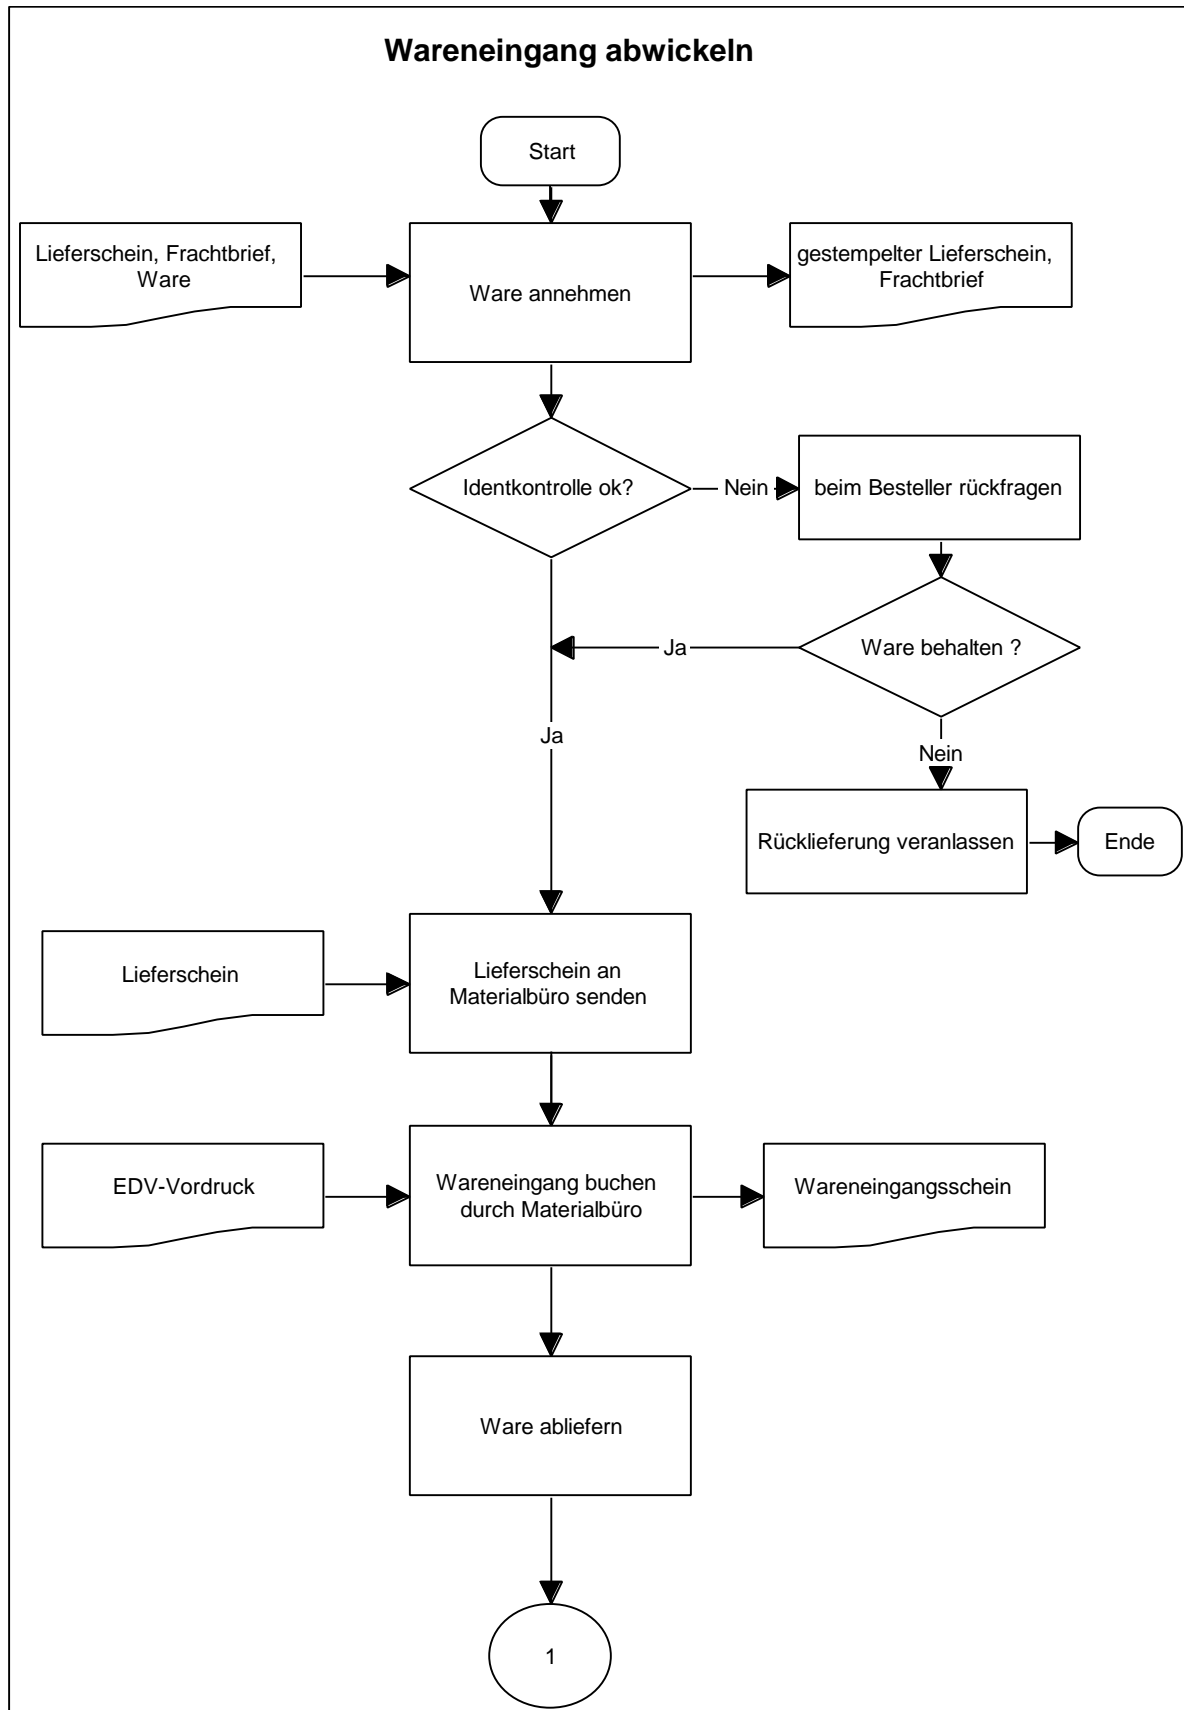 Wareneingang abwickeln
Start
Lieferschein, Frachtbrief,
Ware
Ware annehmen
gestempelter Lieferschein,
Frachtbrief
Identkontrolle ok?
Nein
beim Besteller rückfragen
Ja
Ware behalten ?
Ja
Nein
Rücklieferung veranlassen
Ende
Lieferschein
Lieferschein an
Materialbüro senden
EDV-Vordruck
Wareneingang buchen
durch Materialbüro
Wareneingangsschein
Ware abliefern
1